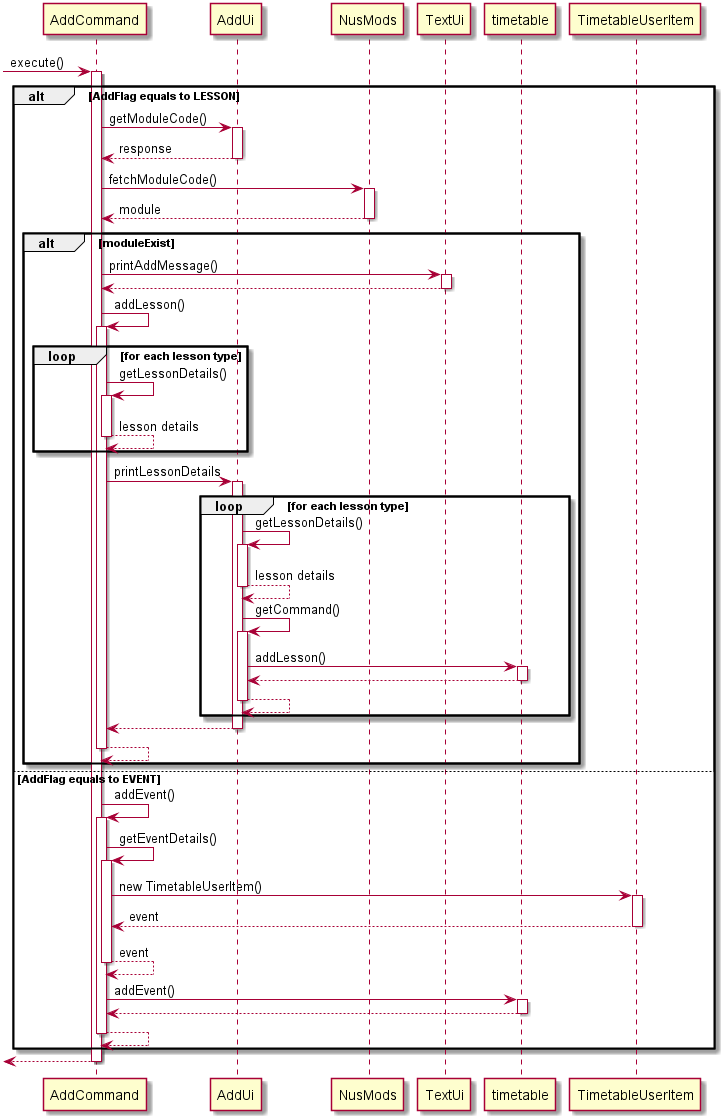 AddCommand AddUi NusMods TextUi timetable TimetableUserItem
execute()
alt [AddFlag equals to LESSON]
getModuleCode()
response
fetchModuleCode()
module
alt [moduleExist]
printAddMessage()
addLesson()
loop [for each lesson type]
getLessonDetails()
lesson details
printLessonDetails
loop [for each lesson type]
getLessonDetails()
lesson details
getCommand()
addLesson()
[AddFlag equals to EVENT]
addEvent()
getEventDetails()
new TimetableUserItem()
event
event
addEvent()
AddCommand AddUi NusMods TextUi timetable TimetableUserItem